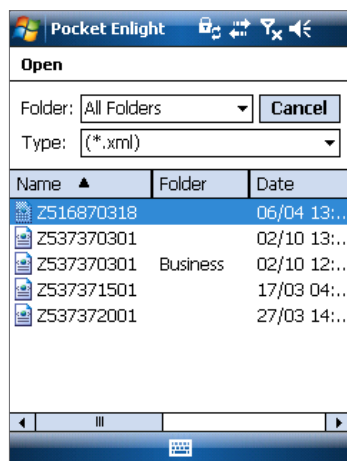 Pocket Enlight
Open
Folder: All Folders Cancel
Type: (*.xml)
Name Folder Date
Z516870318 06/04 13:..
Z537370301 02/10 13:..
Z537370301 Business 02/10 12:..
Z537371501 17/03 04:..
Z537372001 27/03 14:..